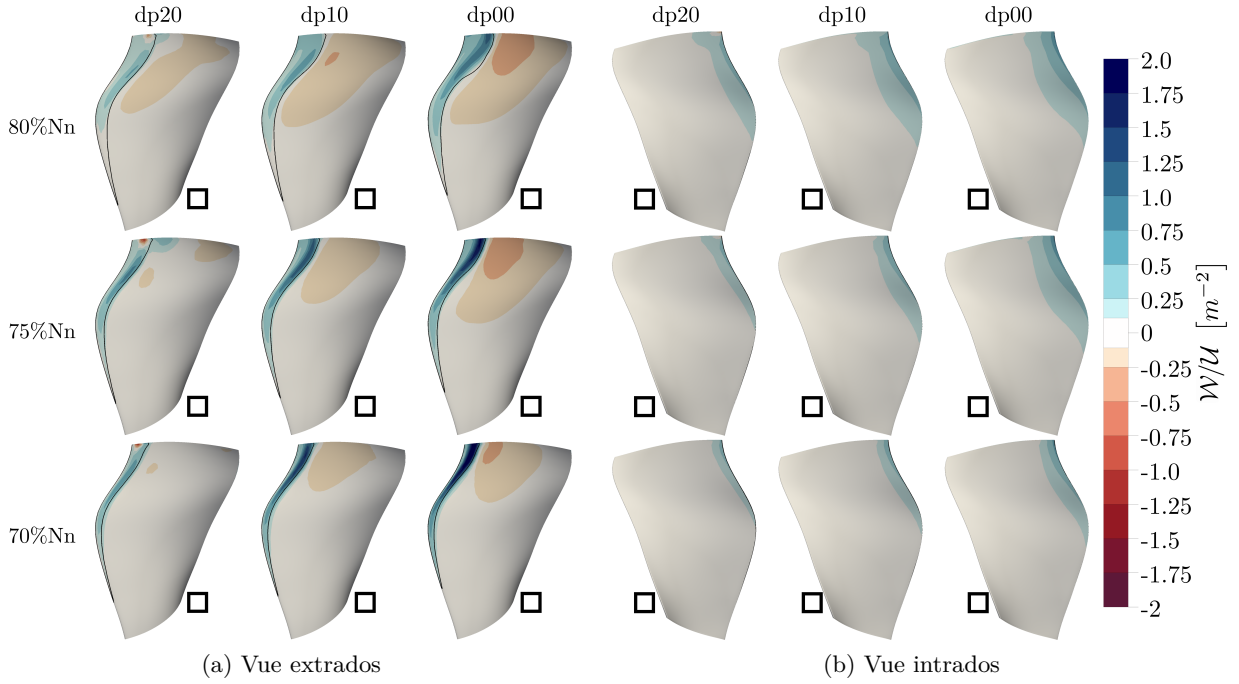 dp20 dp10 dp00 dp20 dp10 dp00
80%Nn
75%Nn
70%Nn
2.0
1.75
1.5
1.25
1.0
0.75
0.5
0.25
0
-0.25
-0.5
-0.75
-1.0
-1.25
-1.5
-1.75
-2
𝒲/𝒰 [m⁻²]
(a) Vue extrados
(b) Vue intrados